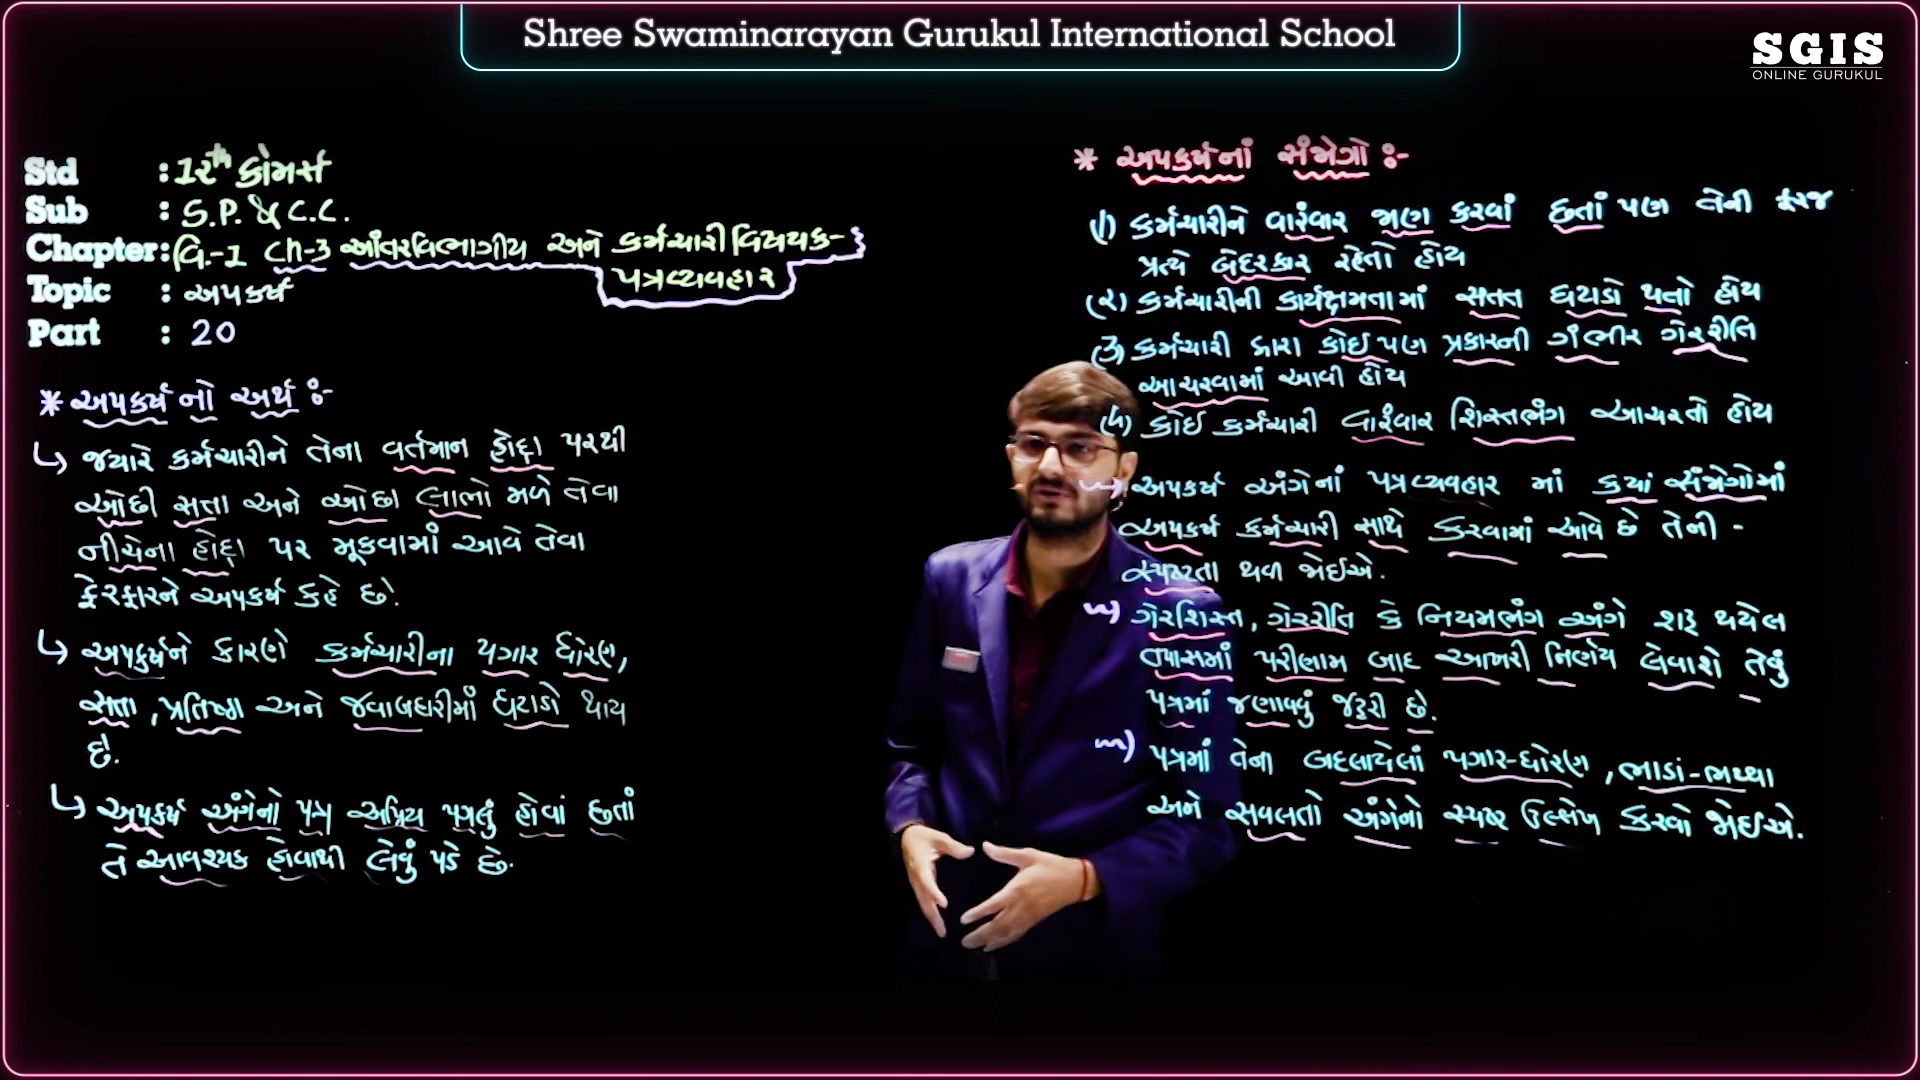 Shree Swaminarayan Gurukul International School
SGIS
ONLINE GURUKUL
Std : 12th કોમર્સ
Sub : S.P. & C.C.
Chapter: વિ.-1 Ch-3 આંતરવિભાગીય અને કર્મચારી વિષયક-
પત્રવ્યવહાર
Topic : અપકર્ષ
Part : 20
* અપકર્ષ નો અર્થ :-
↳ જ્યારે કર્મચારીને તેના વર્તમાન હોદ્દા પરથી
ઓછી સત્તા અને ઓછા લાભો મળે તેવા
નીચેના હોદ્દા પર મૂકવામાં આવે તેવા
ફેરફારને અપકર્ષ કહે છે.
↳ અપકર્ષને કારણે કર્મચારીના પગાર ધોરણ,
સત્તા, પ્રતિષ્ઠા અને જવાબદારીમાં ઘટાડો થાય
છે.
↳ અપકર્ષ અંગેનો પત્ર અપ્રિય પગલું હોવાં છતાં
તે આવશ્યક હોવાથી લેવું પડે છે.
* અપકર્ષનાં સંજોગો :-
(1) કર્મચારીને વારંવાર જાણ કરવાં છતાં પણ તેની ફરજ
પ્રત્યે બેદરકાર રહેતો હોય
(૨) કર્મચારીની કાર્યક્ષમતામાં સતત ઘટાડો થતો હોય
(3) કર્મચારી દ્વારા કોઈ પણ પ્રકારની ગંભીર ગેરરીતિ
આચરવામાં આવી હોય
(૪) કોઈ કર્મચારી વારંવાર શિસ્તભંગ આચરતો હોય
અપકર્ષ અંગેનાં પત્રવ્યવહાર માં કયાં સંજોગોમાં
અપકર્ષ કર્મચારી સાથે કરવામાં આવે છે તેની -
સ્પષ્ટતા થવી જોઈએ.
ગેરશિસ્ત, ગેરરીતિ કે નિયમભંગ અંગે શરૂ થયેલ
તપાસમાં પરીણામ બાદ આખરી નિર્ણય લેવાશે તેવું
પત્રમાં જણાવવું જરૂરી છે.
પત્રમાં તેના બદલાયેલાં પગાર-ધોરણ, ભાડાં-ભથ્થા
અને સવલતો અંગેનો સ્પષ્ટ ઉલ્લેખ કરવો જોઈએ.